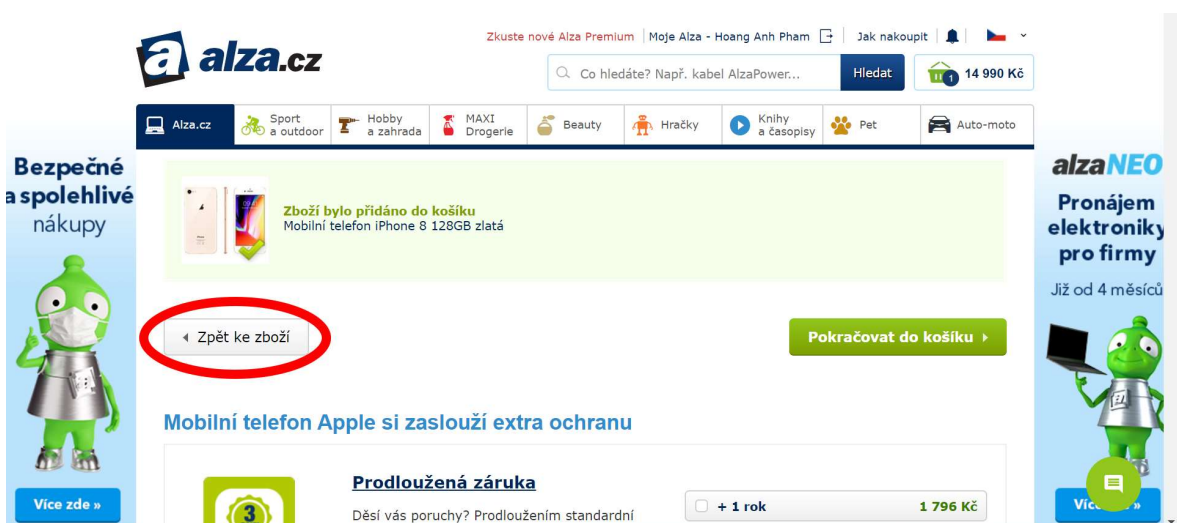 Zkuste nové Alza Premium Moje Alza - Hoang Anh Pham Jak nakoupit
alza.cz
Co hledáte? Např. kabel AlzaPower... Hledat 1 14 990 Kč
Alza.cz
Sport
a outdoor
Hobby
a zahrada
MAXI
Drogerie
Beauty
Hračky
Knihy
a časopisy
Pet
Auto-moto
Bezpečné
a spolehlivé
nákupy
Více zde »
Zboží bylo přidáno do košíku
Mobilní telefon iPhone 8 128GB zlatá
Zpět ke zboží
Pokračovat do košíku
Mobilní telefon Apple si zaslouží extra ochranu
3
Prodloužená záruka
Děsí vás poruchy? Prodloužením standardní
+ 1 rok 1 796 Kč
alzaNEO
Pronájem
elektroniky
pro firmy
Již od 4 měsíců